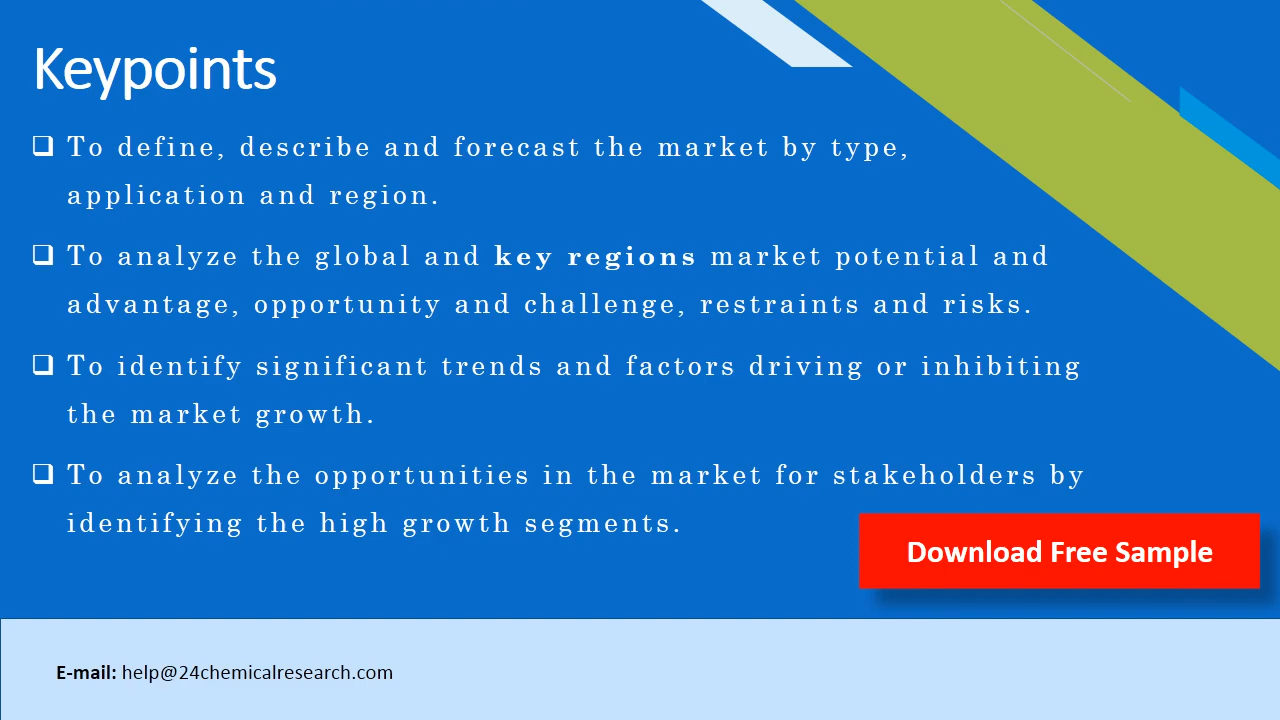 Keypoints
❑ To define, describe and forecast the market by type,
application and region.
❑ To analyze the global and key regions market potential and
advantage, opportunity and challenge, restraints and risks.
❑ To identify significant trends and factors driving or inhibiting
the market growth.
❑ To analyze the opportunities in the market for stakeholders by
identifying the high growth segments.
Download Free Sample
E-mail: help@24chemicalresearch.com